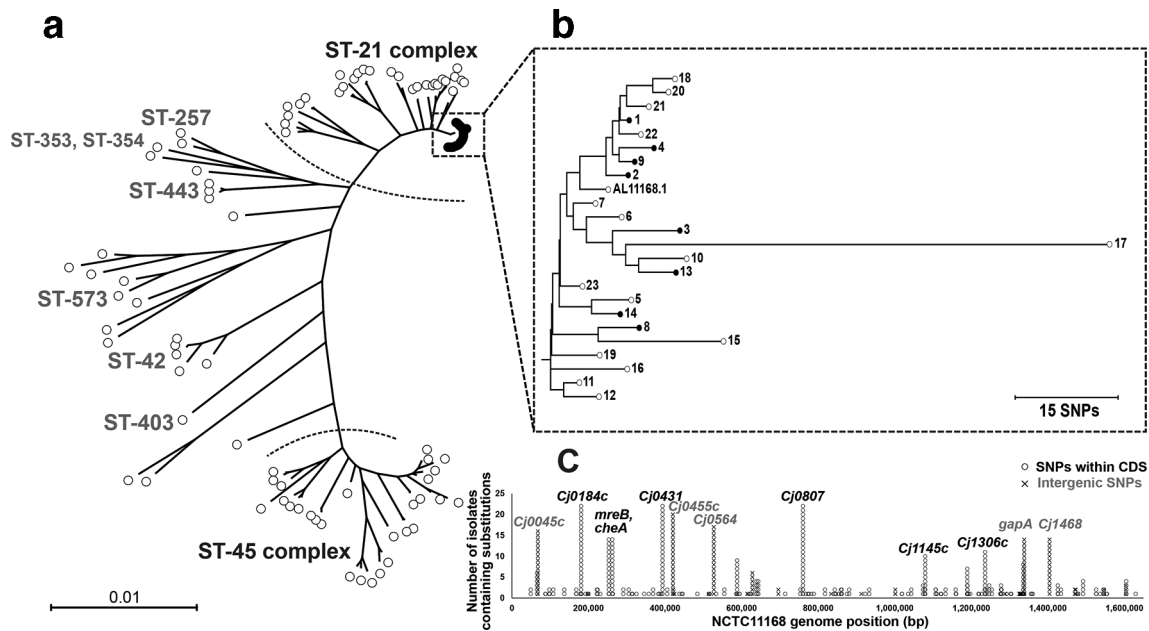 a
ST-21 complex
ST-257
ST-353, ST-354
ST-443
ST-573
ST-42
ST-403
ST-45 complex
0.01
b
18
20
21
1
22
4
9
2
AL11168.1
7
6
3
17
10
13
23
5
14
8
15
19
16
11
12
15 SNPs
C
SNPs within CDS
Intergenic SNPs
Number of isolates
containing substitutions
25
20
15
10
5
0
Cj0045c
Cj0184c
mreB,
cheA
Cj0431
Cj0455c
Cj0564
Cj0807
Cj1145c
Cj1306c
gapA Cj1468
0 200,000 400,000 600,000 800,000 1,000,000 1,200,000 1,400,000 1,600,000
NCTC11168 genome position (bp)